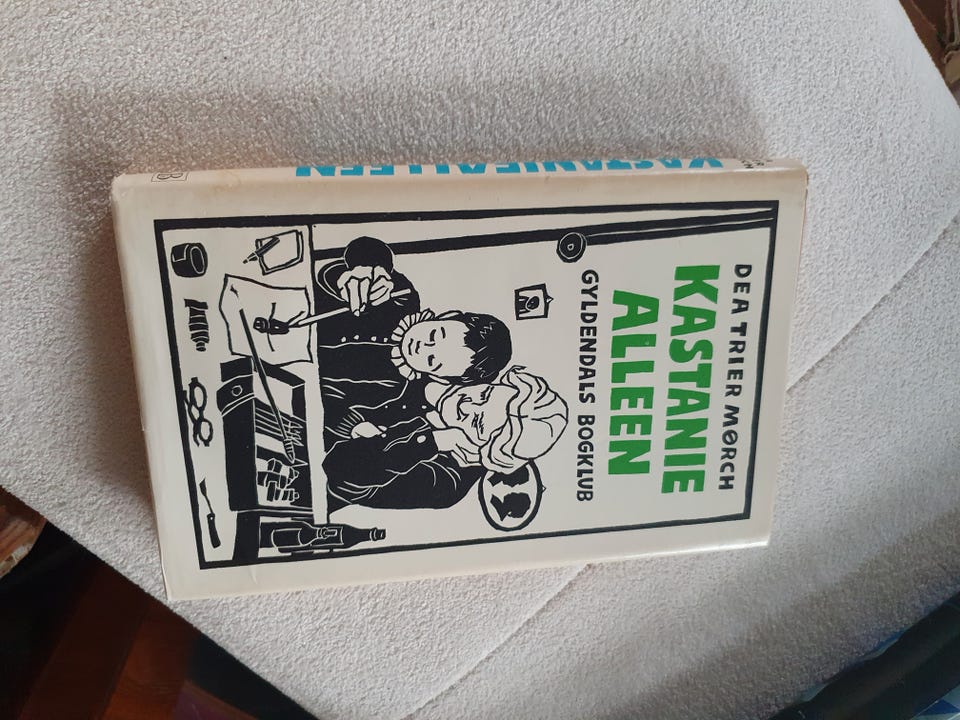 DEA TRIER MØRCH
KASTANIE
ALLEEN
GYLDENDALS BOGKLUB
KASTANIEALLEEN